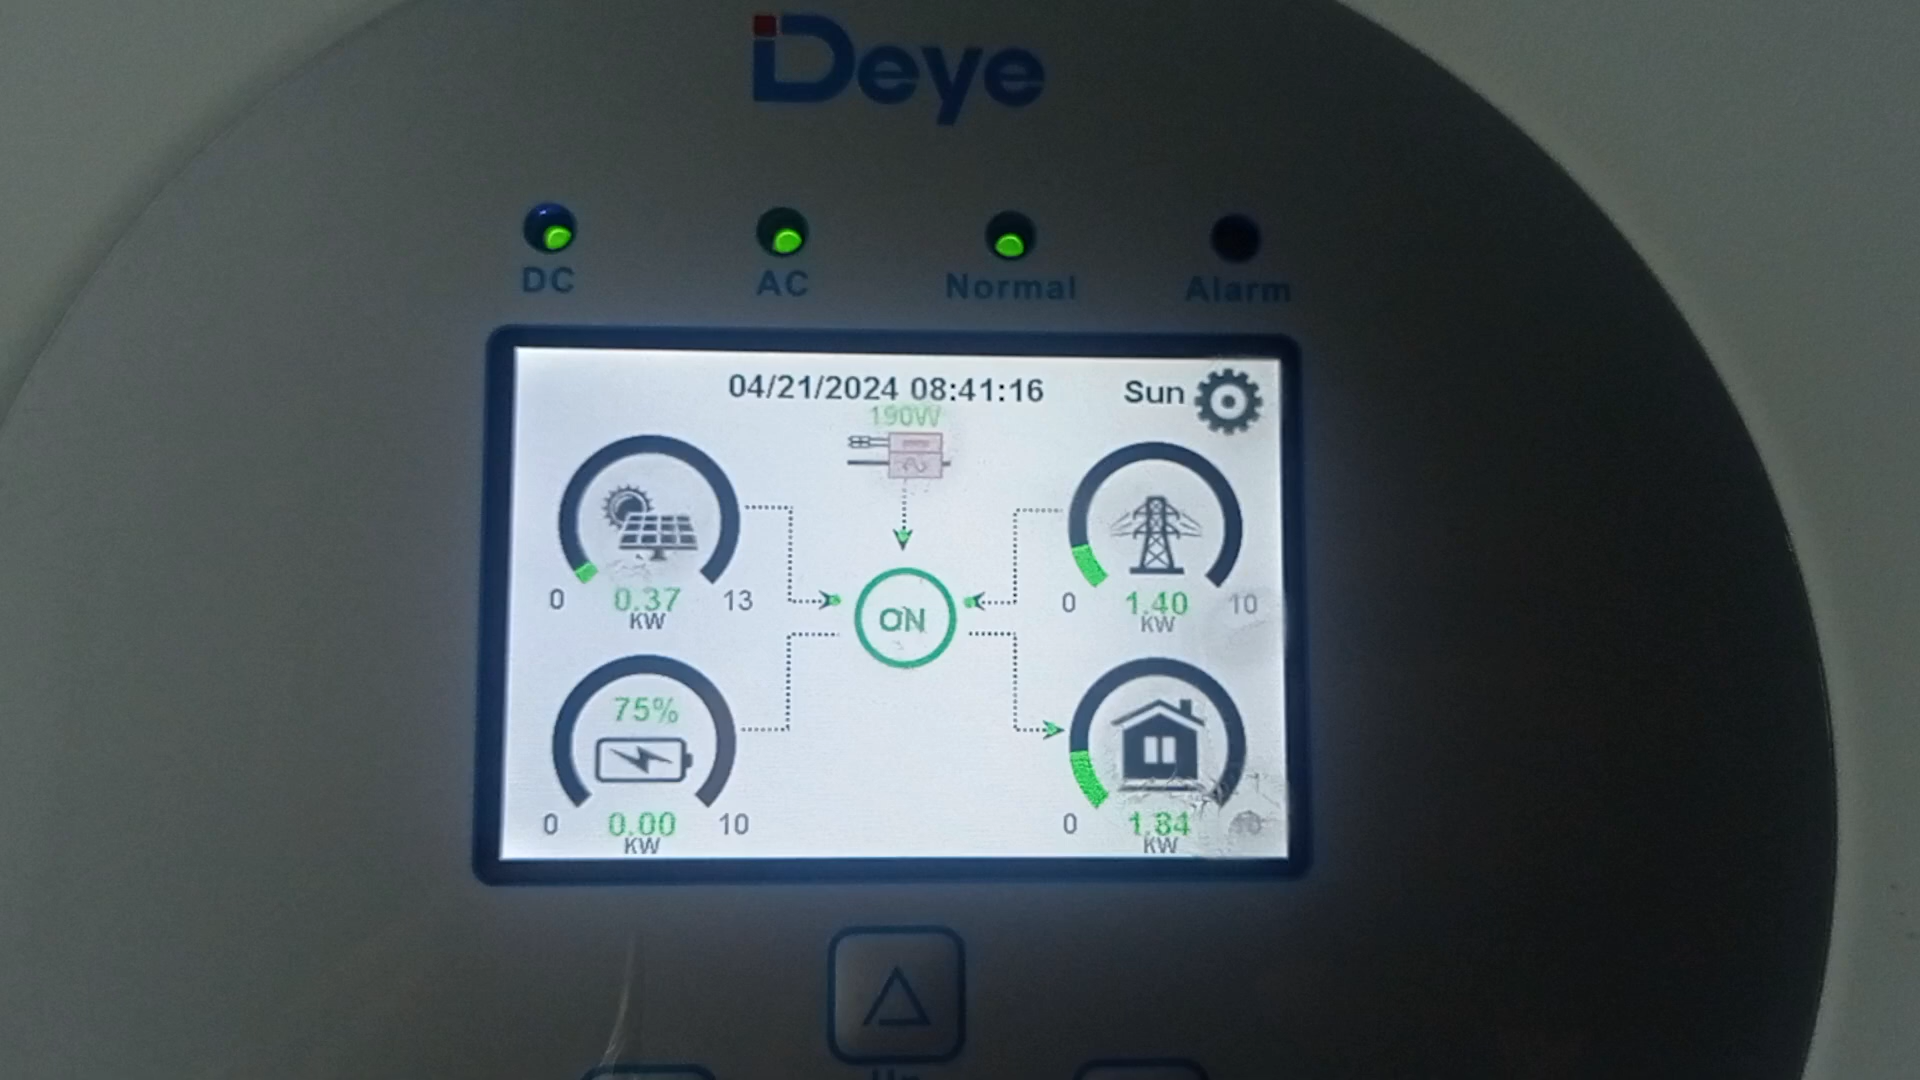 Deye
DC AC Normal Alarm
04/21/2024 08:41:16 Sun
190W
0 0.37 13
KW
0 1.40 10
KW
ON
75%
0 0.00 10
KW
0 1.84
KW